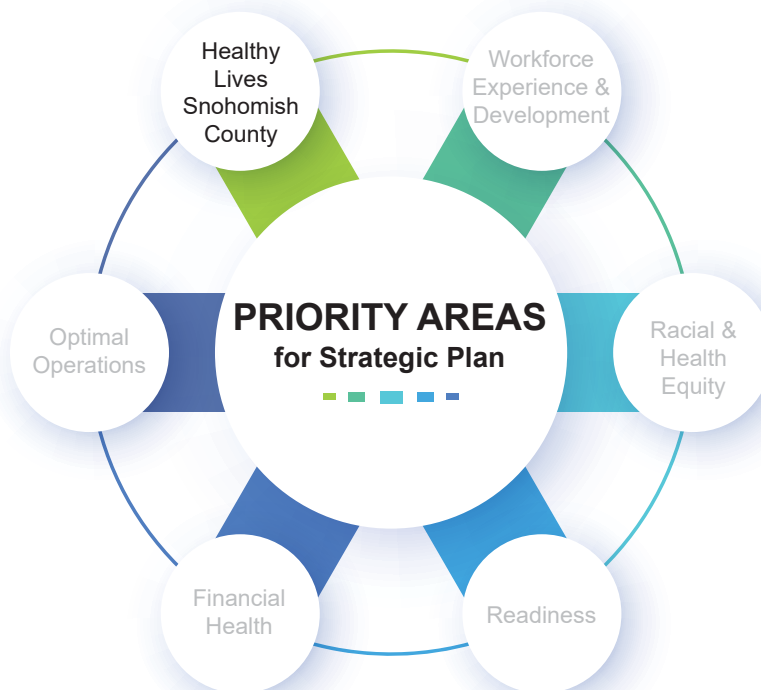 Healthy
Lives
Snohomish
County
Workforce
Experience &
Development
Optimal
Operations
PRIORITY AREAS
for Strategic Plan
Racial &
Health
Equity
Financial
Health
Readiness